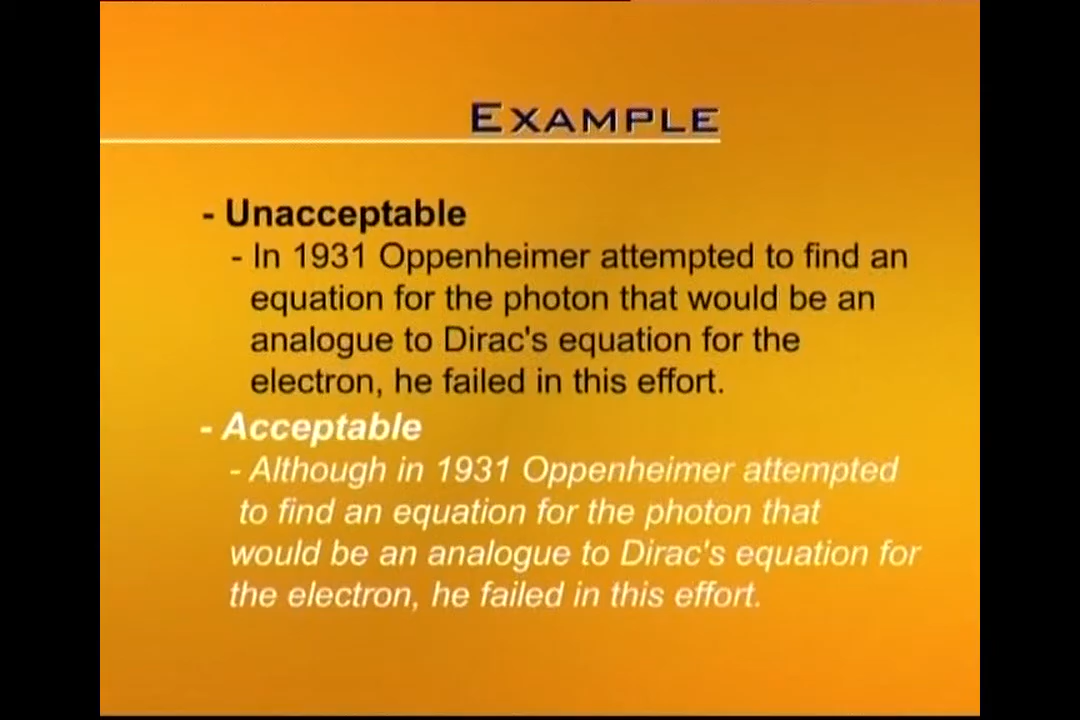 EXAMPLE
- Unacceptable
- In 1931 Oppenheimer attempted to find an
equation for the photon that would be an
analogue to Dirac's equation for the
electron, he failed in this effort.
- Acceptable
- Although in 1931 Oppenheimer attempted
to find an equation for the photon that
would be an analogue to Dirac's equation for
the electron, he failed in this effort.